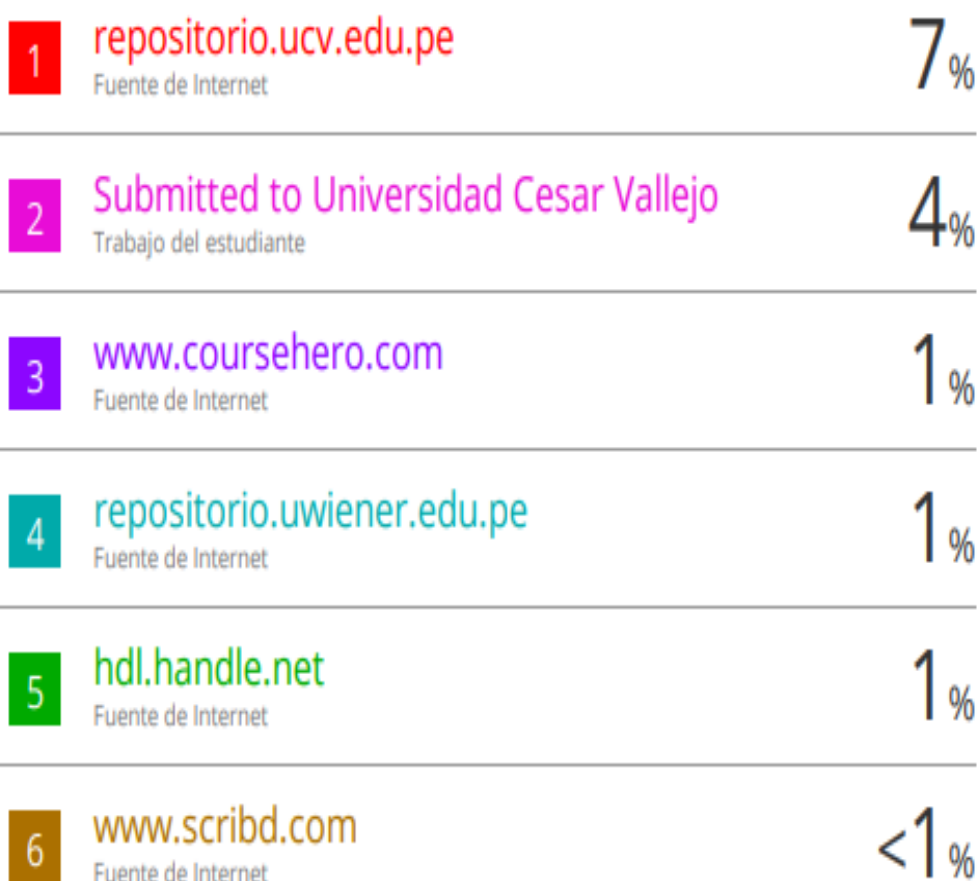 1 repositorio.ucv.edu.pe 7%
Fuente de Internet
2 Submitted to Universidad Cesar Vallejo 4%
Trabajo del estudiante
3 www.coursehero.com 1%
Fuente de Internet
4 repositorio.uwiener.edu.pe 1%
Fuente de Internet
5 hdl.handle.net 1%
Fuente de Internet
6 www.scribd.com <1%
Fuente de Internet